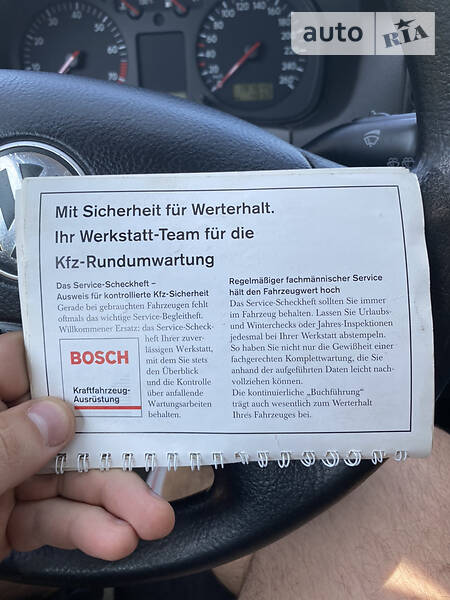 auto RIA
Mit Sicherheit für Werterhalt.
Ihr Werkstatt-Team für die
Kfz-Rundumwartung
Das Service-Scheckheft –
Ausweis für kontrollierte Kfz-Sicherheit
Gerade bei gebrauchten Fahrzeugen fehlt
oftmals das wichtige Service-Begleitheft.
Willkommener Ersatz: das Service-Scheck-
heft Ihrer zuver-
lässigen Werkstatt,
mit dem Sie stets
den Überblick
und die Kontrolle
über anfallende
Wartungsarbeiten
behalten.
BOSCH
Kraftfahrzeug-
Ausrüstung
Regelmäßiger fachmännischer Service
hält den Fahrzeugwert hoch
Das Service-Scheckheft sollten Sie immer
im Fahrzeug behalten. Lassen Sie Urlaubs-
und Winterchecks oder Jahres-Inspektionen
jedesmal bei Ihrer Werkstatt abstempeln.
So haben Sie nicht nur die Gewißheit einer
fachgerechten Komplettwartung, die Sie
anhand der aufgeführten Daten leicht nach-
vollziehen können.
Die kontinuierliche „Buchführung"
trägt auch wesentlich zum Werterhalt
Ihres Fahrzeuges bei.